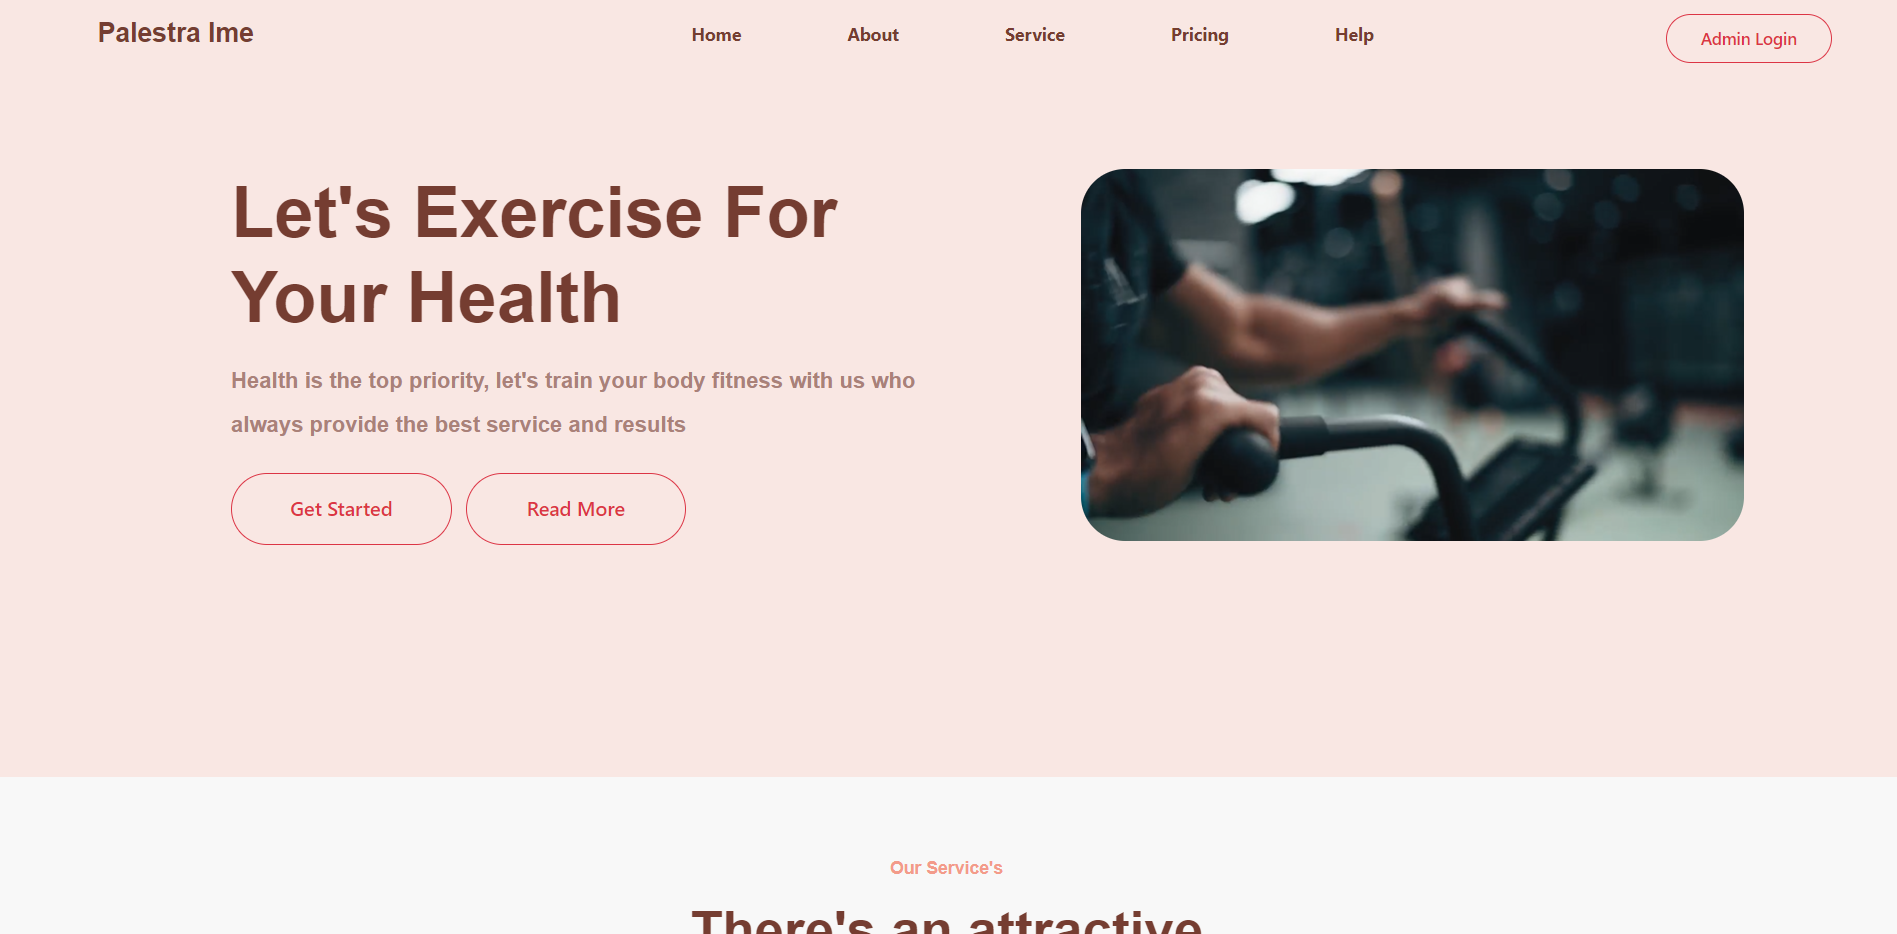 Palestra Ime
Home
About
Service
Pricing
Help
Admin Login
Let's Exercise For
Your Health
Health is the top priority, let's train your body fitness with us who
always provide the best service and results
Get Started
Read More
Our Service's
There's an attractive